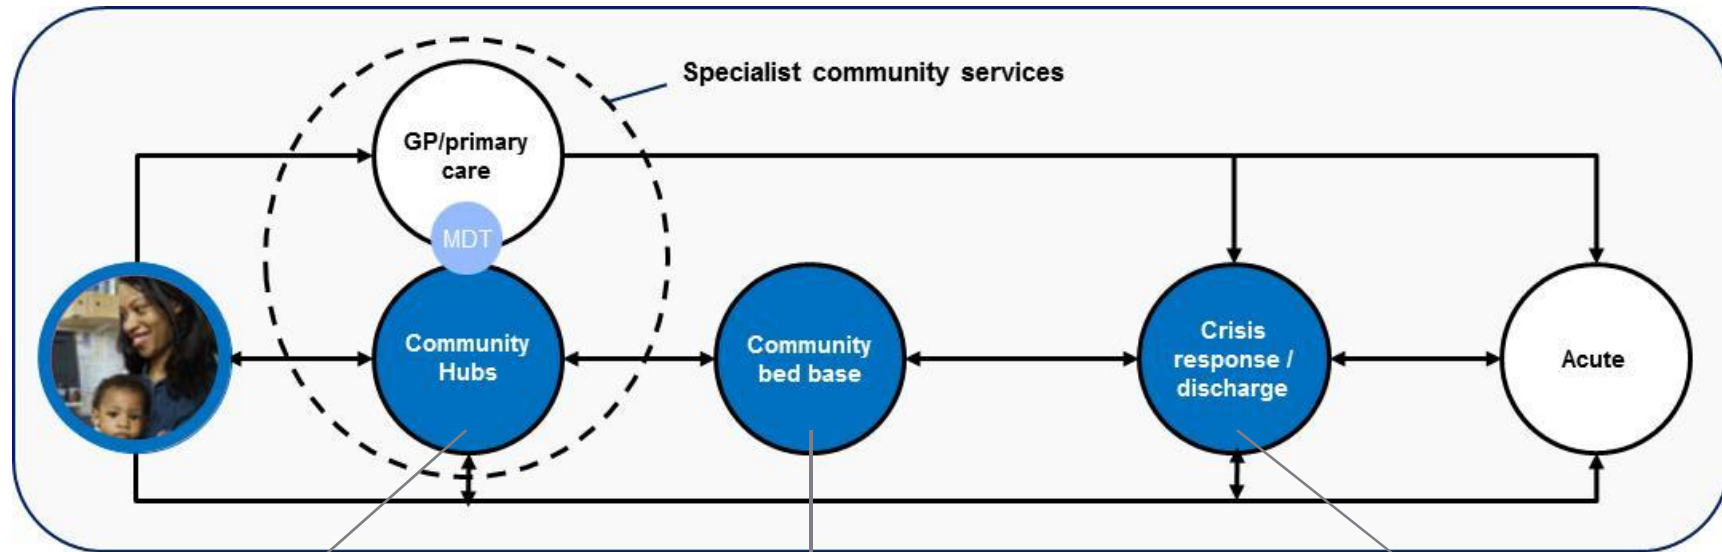 Specialist community services
GP/primary
care
MDT
Community
Hubs
Community
bed base
Crisis
response /
discharge
Acute